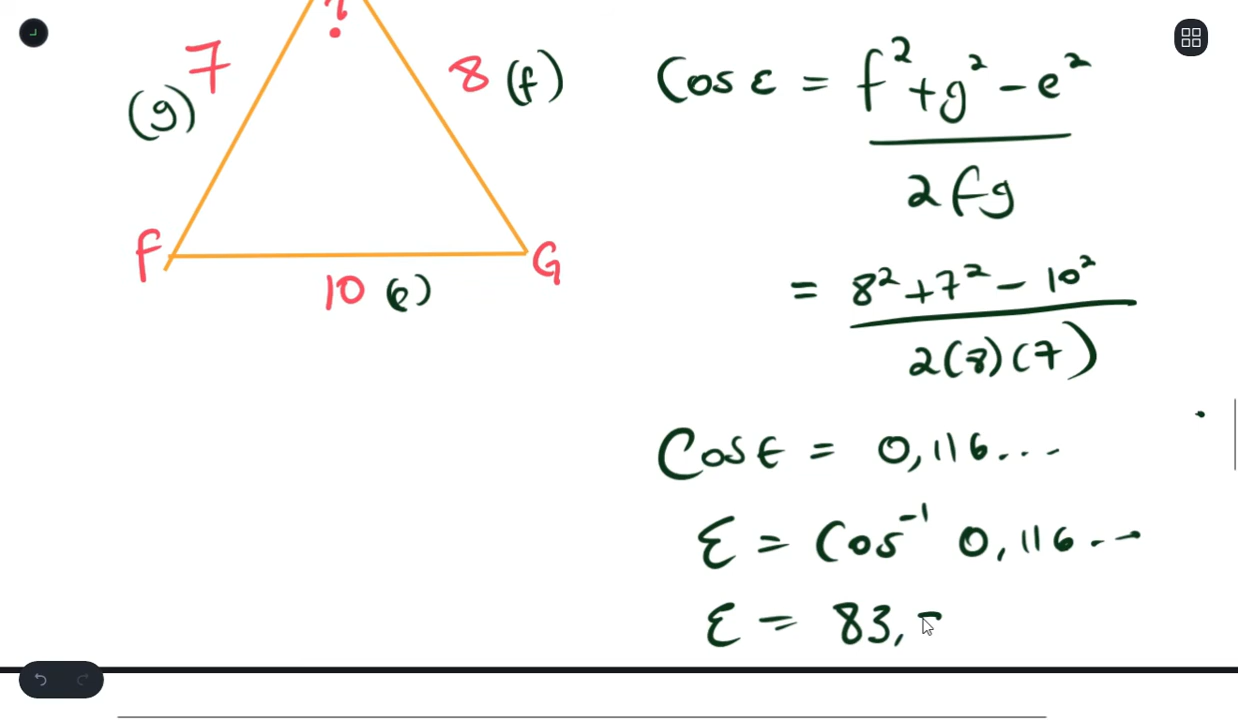 ?
7
(g)
8 (f)
F
G
10 (e)
Cos ε = f² + g² - e²
2fg
= 8² + 7² - 10²
2(8)(7)
Cos ε = 0,116...
ε = Cos⁻¹ 0,116...
ε = 83,